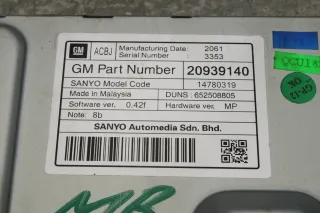 GM ACBJ Manufacturing Date: 2061
Serial Number : 3353
GM Part Number 20939140
SANYO Model Code 14780319
Made in Malaysia DUNS : 652508805
Software ver. 0.42f Hardware ver. MP
Note: 8b
SANYO Automedia Sdn. Bhd.
OK